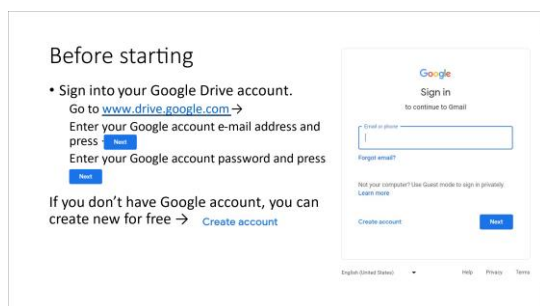 Before starting
• Sign into your Google Drive account.
Go to www.drive.google.com →
Enter your Google account e-mail address and
press - Next
Enter your Google account password and press
Next
If you don't have Google account, you can
create new for free → Create account
Google
Sign in
to continue to Gmail
Email or phone
Forgot email?
Not your computer? Use Guest mode to sign in privately.
Learn more
Create account
Next
English (United States)
Help Privacy Terms